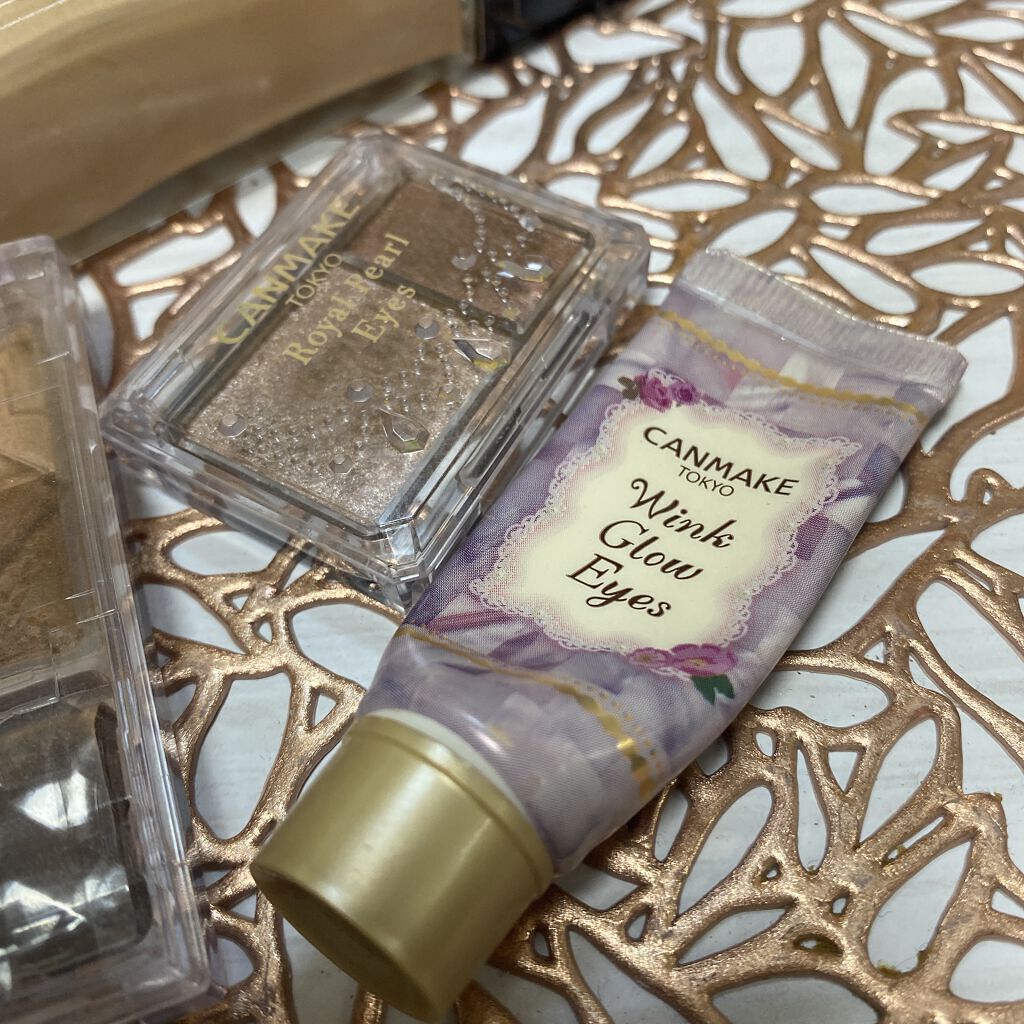 CANMAKE
TOKYO
Royal Pearl
Eyes
CANMAKE
TOKYO
Wink
Glow
Eyes